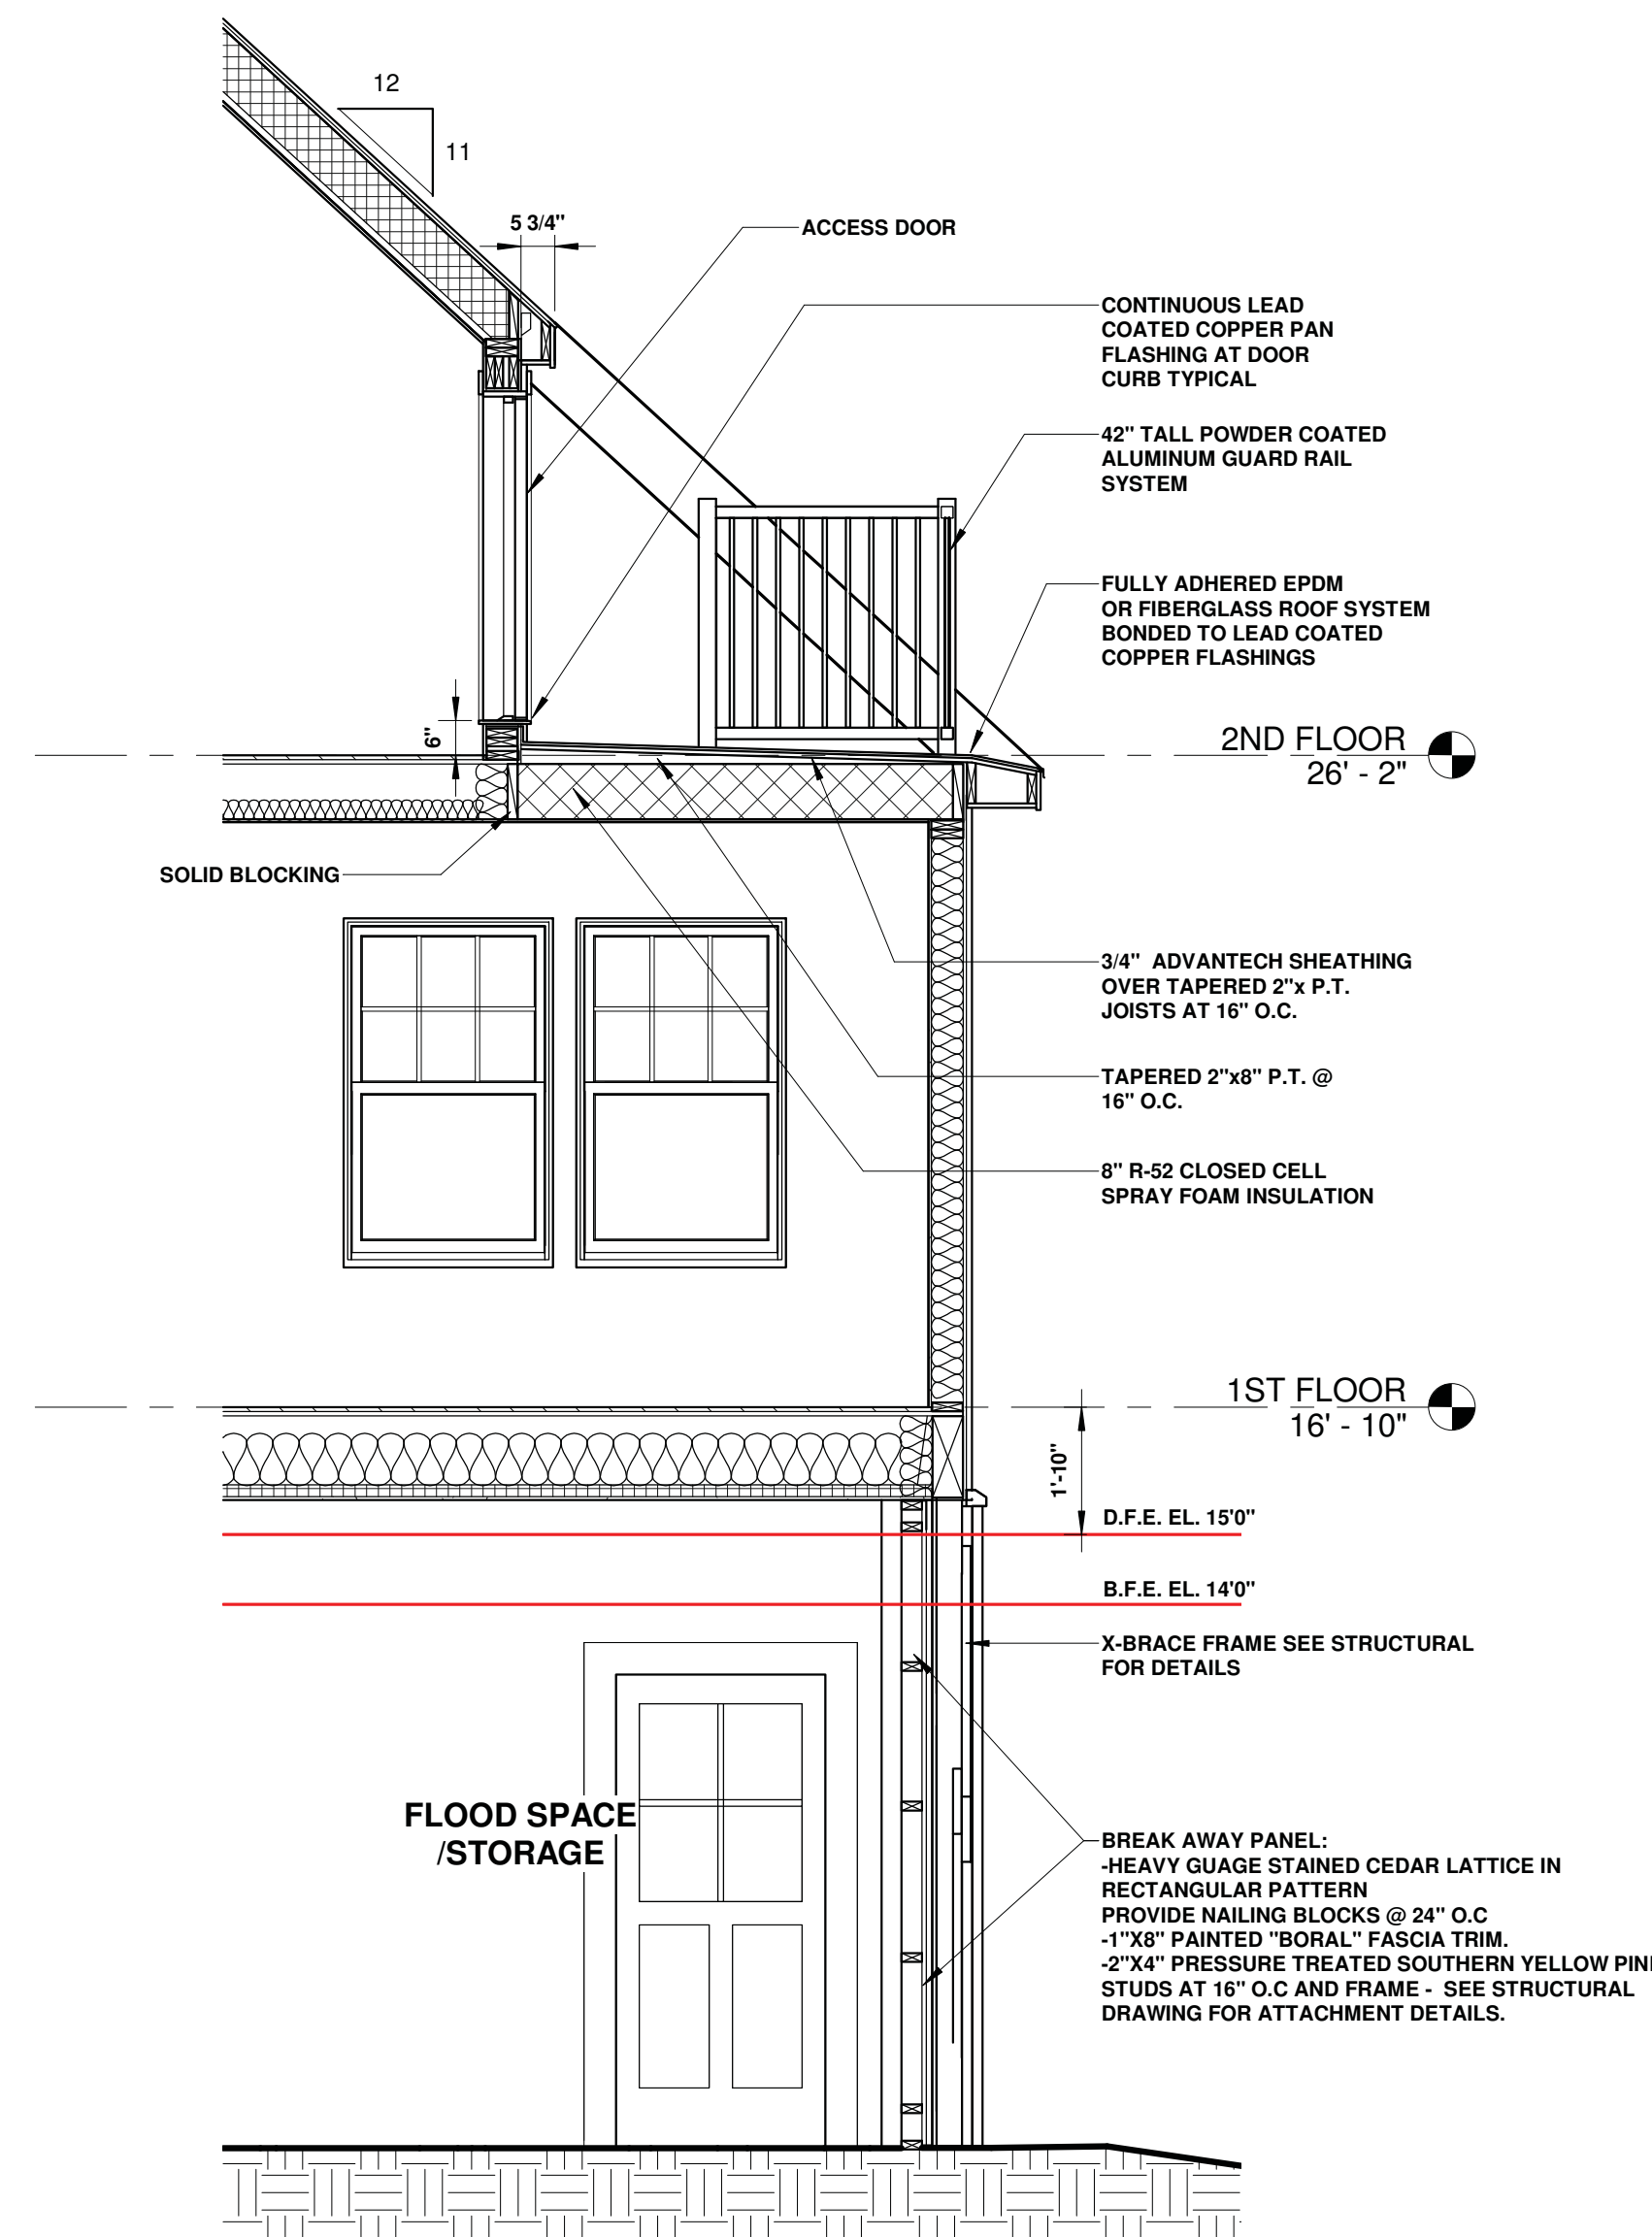 12
11
5 3/4"
ACCESS DOOR
CONTINUOUS LEAD
COATED COPPER PAN
FLASHING AT DOOR
CURB TYPICAL
42" TALL POWDER COATED
ALUMINUM GUARD RAIL
SYSTEM
FULLY ADHERED EPDM
OR FIBERGLASS ROOF SYSTEM
BONDED TO LEAD COATED
COPPER FLASHINGS
6"
2ND FLOOR
26' - 2"
SOLID BLOCKING
3/4" ADVANTECH SHEATHING
OVER TAPERED 2"x P.T.
JOISTS AT 16" O.C.
TAPERED 2"x8" P.T. @
16" O.C.
8" R-52 CLOSED CELL
SPRAY FOAM INSULATION
1ST FLOOR
16' - 10"
1'-10"
D.F.E. EL. 15'0"
B.F.E. EL. 14'0"
X-BRACE FRAME SEE STRUCTURAL
FOR DETAILS
FLOOD SPACE
/STORAGE
BREAK AWAY PANEL:
-HEAVY GUAGE STAINED CEDAR LATTICE IN
RECTANGULAR PATTERN
PROVIDE NAILING BLOCKS @ 24" O.C
-1"X8" PAINTED "BORAL" FASCIA TRIM.
-2"X4" PRESSURE TREATED SOUTHERN YELLOW PIN
STUDS AT 16" O.C AND FRAME - SEE STRUCTURAL
DRAWING FOR ATTACHMENT DETAILS.